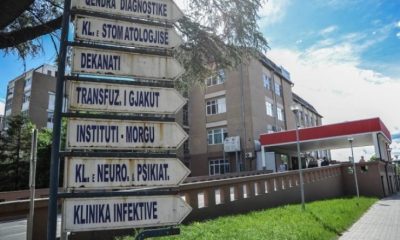 QENDRA DIAGNOSTIKE
KL. E STOMATOLOGJISE
DEKANATI
TRANSFUZ. I GJAKUT
INSTITUTI - MORGU
KL. E NEURO. E PSIKIAT.
KLINIKA INFEKTIVE